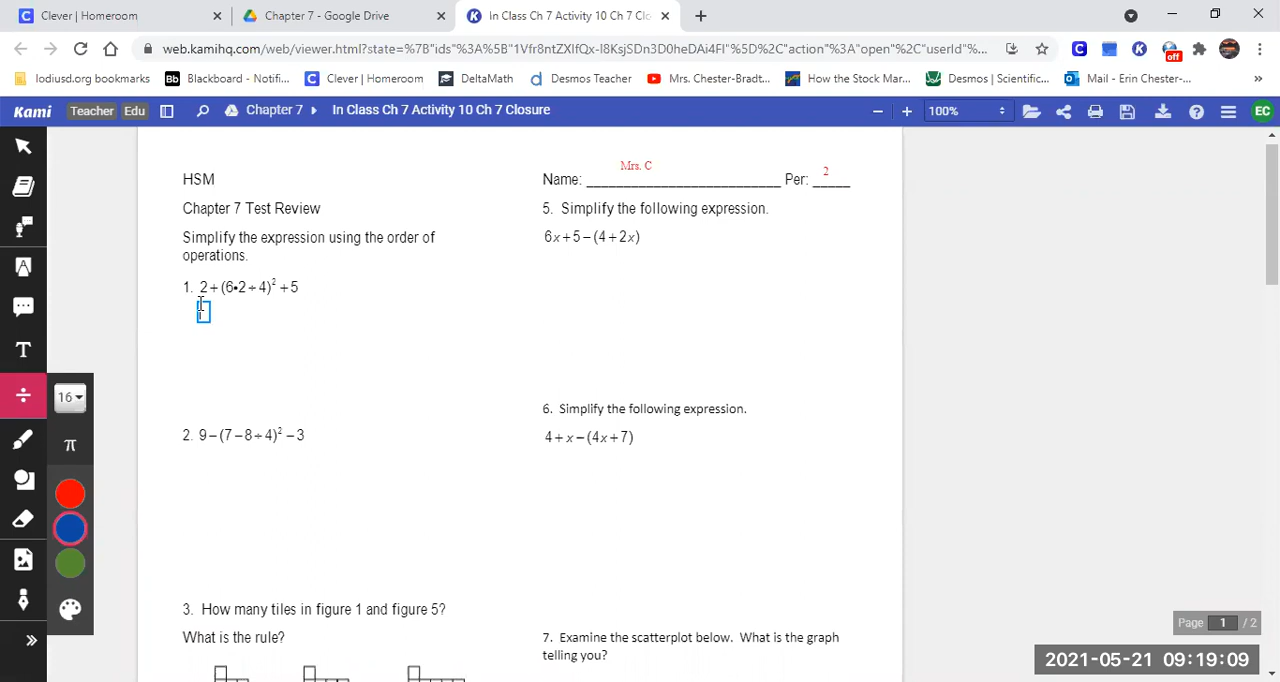 Clever | Homeroom
Chapter 7 - Google Drive
In Class Ch 7 Activity 10 Ch 7 Clo
web.kamihq.com/web/viewer.html?state=%7B"ids"%3A%5B"1Vfr8ntZXlfQx-I8KsjSDn3D0heDAi4FI"%5D%2C"action"%3A"open"%2C"userId"%...
off
lodiusd.org bookmarks
Bb Blackboard - Notifi...
Clever | Homeroom
DeltaMath
Desmos Teacher
Mrs. Chester-Bradt...
How the Stock Mar...
Desmos | Scientific...
Mail - Erin Chester-...
Kami Teacher Edu
Chapter 7
In Class Ch 7 Activity 10 Ch 7 Closure
100%
EC
HSM
Chapter 7 Test Review
Simplify the expression using the order of
operations.
1. 2+(6•2÷4)²+5
2. 9−(7−8÷4)²−3
3. How many tiles in figure 1 and figure 5?
What is the rule?
Mrs. C
2
Name: __________________________ Per: _____
5. Simplify the following expression.
6x+5−(4+2x)
6. Simplify the following expression.
4+x−(4x+7)
7. Examine the scatterplot below. What is the graph
telling you?
16
π
Page 1 / 2
2021-05-21 09:19:09